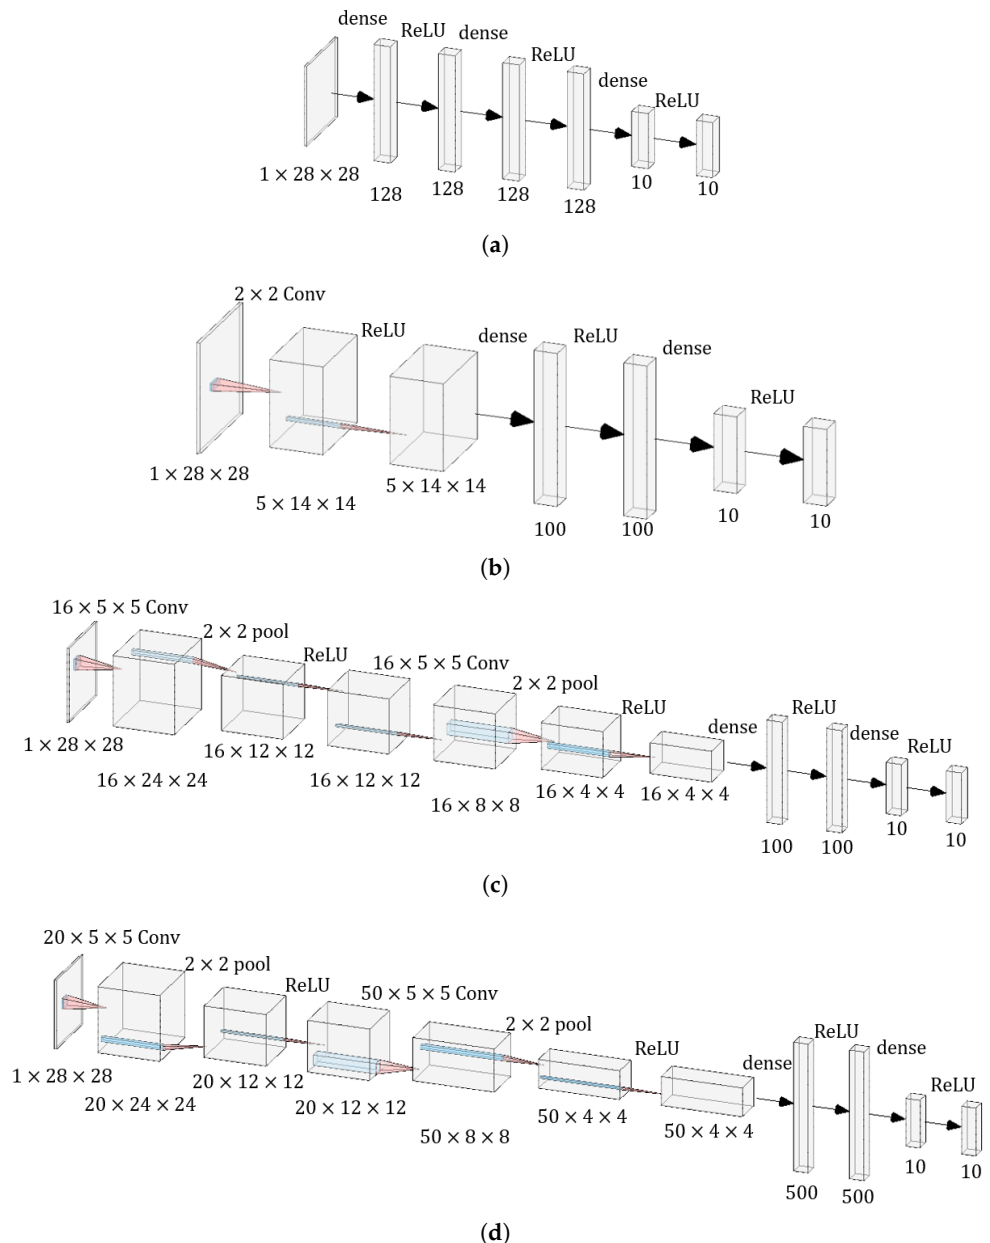 dense
ReLU
dense
ReLU
dense
ReLU
1 × 28 × 28
128
128
128
128
10
10
(a)
2 × 2 Conv
ReLU
dense
ReLU
dense
ReLU
1 × 28 × 28
5 × 14 × 14
5 × 14 × 14
100
100
10
10
(b)
16 × 5 × 5 Conv
2 × 2 pool
ReLU
16 × 5 × 5 Conv
2 × 2 pool
ReLU
dense
ReLU
dense
ReLU
1 × 28 × 28
16 × 24 × 24
16 × 12 × 12
16 × 12 × 12
16 × 8 × 8
16 × 4 × 4
16 × 4 × 4
100
100
10
10
(c)
20 × 5 × 5 Conv
2 × 2 pool
ReLU
50 × 5 × 5 Conv
2 × 2 pool
ReLU
dense
ReLU
dense
ReLU
1 × 28 × 28
20 × 24 × 24
20 × 12 × 12
20 × 12 × 12
50 × 8 × 8
50 × 4 × 4
50 × 4 × 4
500
500
10
10
(d)